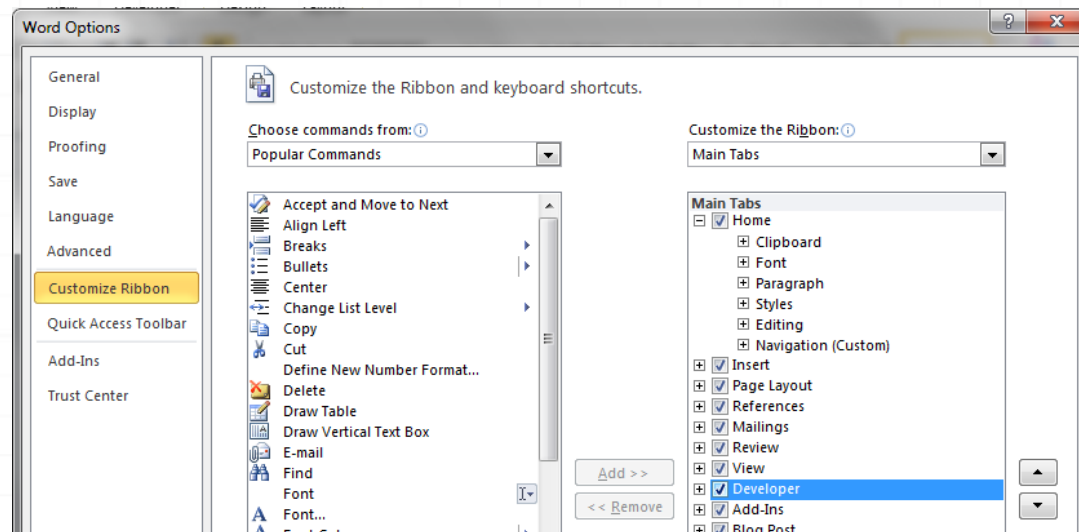 Word Options
General
Display
Proofing
Save
Language
Advanced
Customize Ribbon
Quick Access Toolbar
Add-Ins
Trust Center
Customize the Ribbon and keyboard shortcuts.
Choose commands from:
Popular Commands
Accept and Move to Next
Align Left
Breaks
Bullets
Center
Change List Level
Copy
Cut
Define New Number Format...
Delete
Draw Table
Draw Vertical Text Box
E-mail
Find
Font
Font...
Add >>
<< Remove
Customize the Ribbon:
Main Tabs
Main Tabs
Home
Clipboard
Font
Paragraph
Styles
Editing
Navigation (Custom)
Insert
Page Layout
References
Mailings
Review
View
Developer
Add-Ins
Blog Post